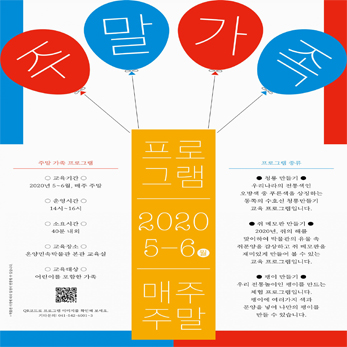 주말가족
프로
그램
2020
5-6월
매주
주말
주말 가족 프로그램
○ 교육기간 ○
2020년 5~6월, 매주 주말
○ 운영시간 ○
14시~16시
○ 소요시간 ○
40분 내외
○ 교육장소 ○
온양민속박물관 본관 교육실
○ 교육대상 ○
어린이를 포함한 가족
QR코드로 프로그램 이야기를 확인해 보세요.
프로그램 종류
● 청룡 만들기 ●
우리나라의 전통색인
오방색 중 푸른색을 상징하는
동쪽의 수호신 청룡만들기
교육 프로그램입니다.
● 쥐 메모판 만들기 ●
2020년, 쥐의 해를
맞이하여 박물관의 유물 속
쥐문양을 감상하고 쥐 메모판을
재미있게 만들어 볼 수 있는
교육 프로그램입니다.
● 팽이 만들기 ●
우리 전통놀이인 팽이를 만드는
체험 프로그램입니다.
팽이에 여러가지 색과
문양을 넣어 나만의 팽이를
만들 수 있습니다.